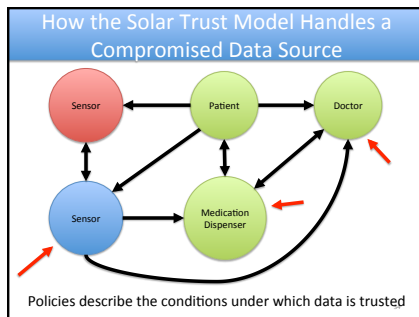 How the Solar Trust Model Handles a
Compromised Data Source
Sensor
Patient
Doctor
Sensor
Medication
Dispenser
Policies describe the conditions under which data is trusted